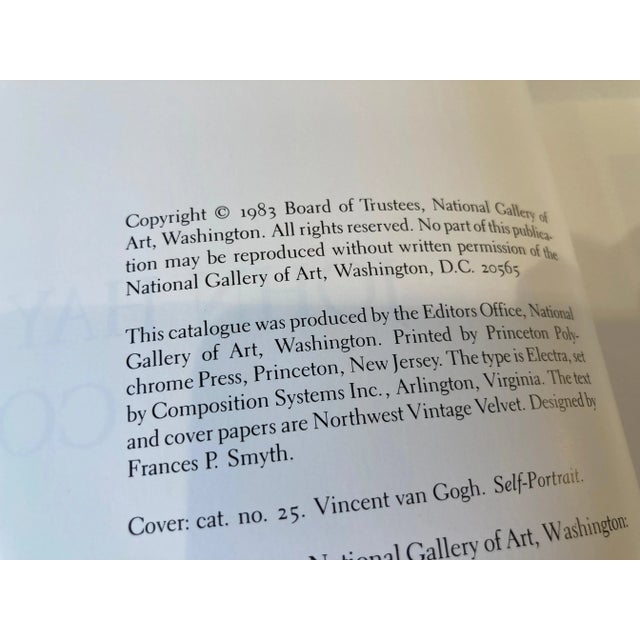 Copyright © 1983 Board of Trustees, National Gallery of
Art, Washington. All rights reserved. No part of this publica-
tion may be reproduced without written permission of the
National Gallery of Art, Washington, D.C. 20565
This catalogue was produced by the Editors Office, National
Gallery of Art, Washington. Printed by Princeton Poly-
chrome Press, Princeton, New Jersey. The type is Electra, set
by Composition Systems Inc., Arlington, Virginia. The text
and cover papers are Northwest Vintage Velvet. Designed by
Frances P. Smyth.
Cover: cat. no. 25. Vincent van Gogh. Self-Portrait.
National Gallery of Art, Washington: